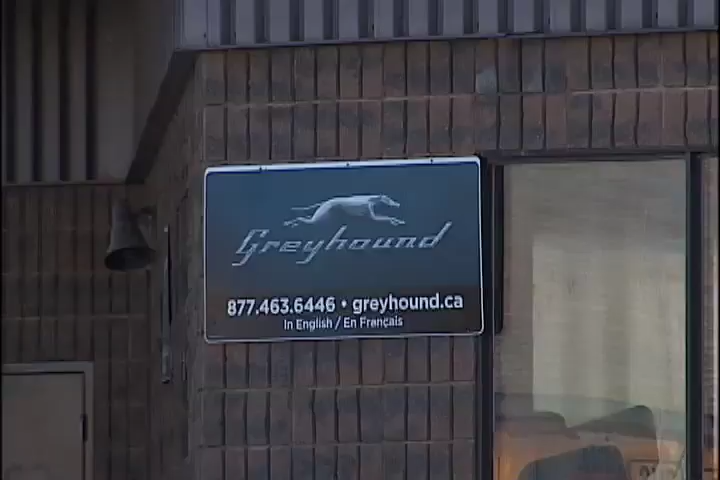 Greyhound
877.463.6446 • greyhound.ca
In English / En Français